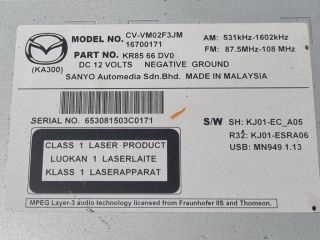 MODEL NO. CV-VM02F3JM
16700171
AM: 531kHz-1602kHz
PART NO. KR85 66 DV0
FM: 87.5MHz-108 MHz
(KA300)
DC 12 VOLTS NEGATIVE GROUND
SANYO Automedia Sdn.Bhd. MADE IN MALAYSIA
SERIAL NO. 653081503C0171
S/W SH: KJ01-EC_A05
R32: KJ01-ESRA06
USB: MN949 1.13
CLASS 1 LASER PRODUCT
LUOKAN 1 LASERLAITE
KLASS 1 LASERAPPARAT
MPEG Layer-3 audio technology licensed from Fraunhofer IIS and Thomson.